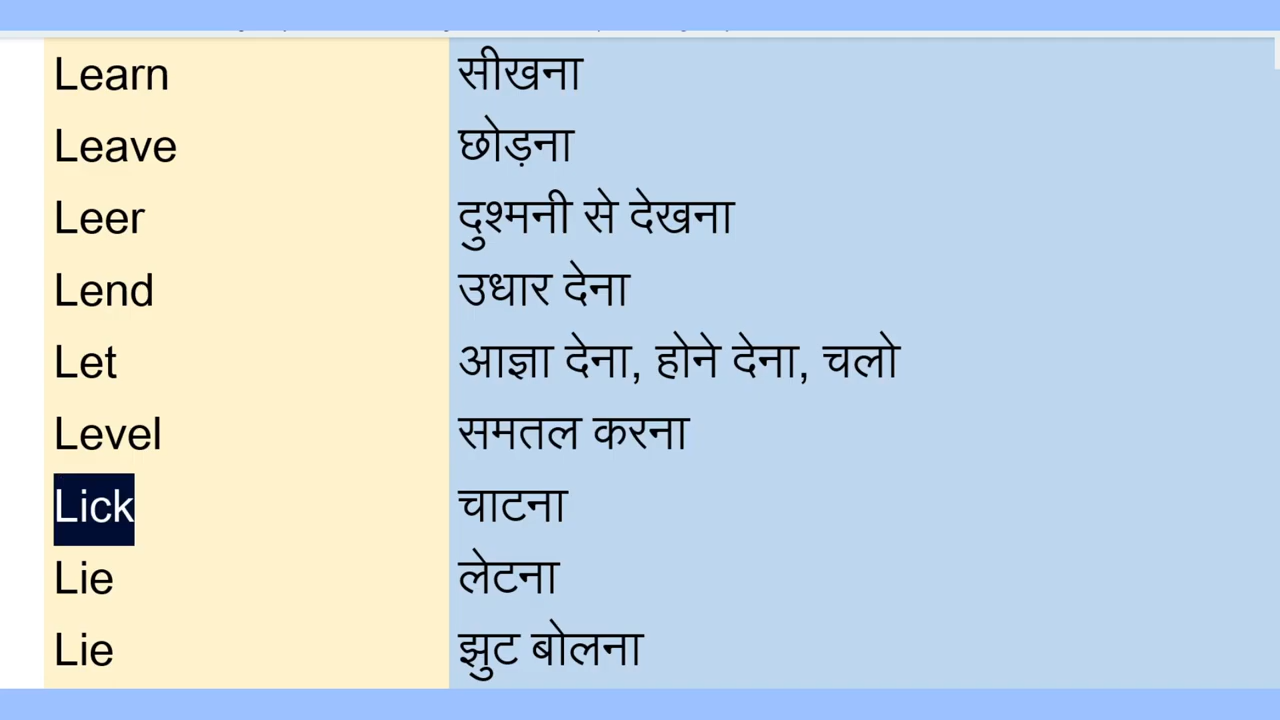 Learn सीखना
Leave छोड़ना
Leer दुश्मनी से देखना
Lend उधार देना
Let आज्ञा देना, होने देना, चलो
Level समतल करना
Lick चाटना
Lie लेटना
Lie झुट बोलना